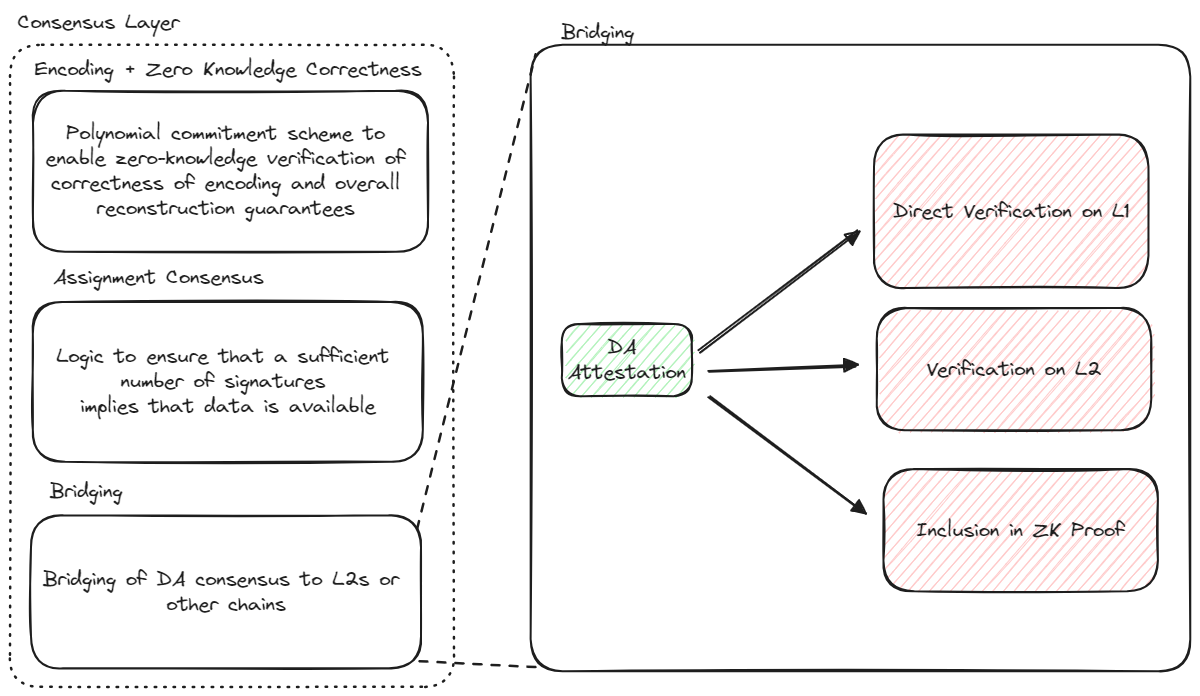 Consensus Layer
Encoding + Zero Knowledge Correctness
Polynomial commitment scheme to
enable zero-knowledge verification of
correctness of encoding and overall
reconstruction guarantees
Assignment Consensus
Logic to ensure that a sufficient
number of signatures
implies that data is available
Bridging
Bridging of DA consensus to L2s or
other chains
Bridging
DA
Attestation
Direct Verification on L1
Verification on L2
Inclusion in ZK Proof